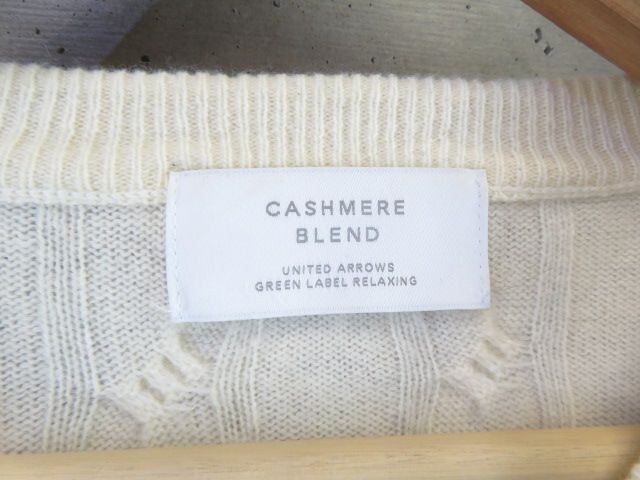 CASHMERE
BLEND
UNITED ARROWS
GREEN LABEL RELAXING